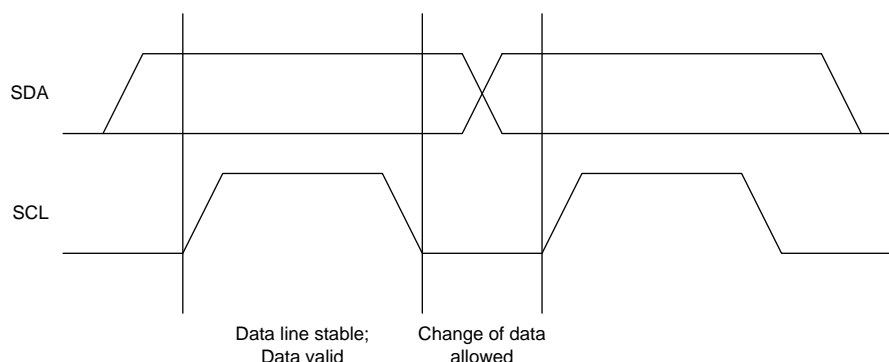 SDA
SCL
Data line stable;
Data valid
Change of data
allowed